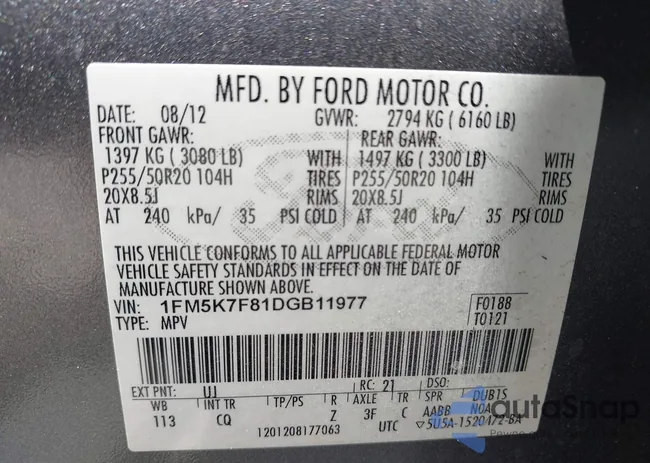 MFD. BY FORD MOTOR CO.
DATE: 08/12 GVWR: 2794 KG ( 6160 LB)
FRONT GAWR: REAR GAWR:
1397 KG ( 3080 LB) WITH 1497 KG ( 3300 LB) WITH
P255/50R20 104H TIRES P255/50R20 104H TIRES
20X8.5J RIMS 20X8.5J RIMS
AT 240 kPa/ 35 PSI COLD AT 240 kPa/ 35 PSI COLD
THIS VEHICLE CONFORMS TO ALL APPLICABLE FEDERAL MOTOR
VEHICLE SAFETY STANDARDS IN EFFECT ON THE DATE OF
MANUFACTURE SHOWN ABOVE.
VIN: 1FM5K7F81DGB11977 F0188
TYPE: MPV T0121
EXT PNT: UJ RC: 21 DSO:
WB INT TR TP/PS R AXLE TR SPR DUBTS
113 CQ Z 3F C AABB NOA
1201208177063 UTC ▽5U5A-1520472-BA
autoSnap